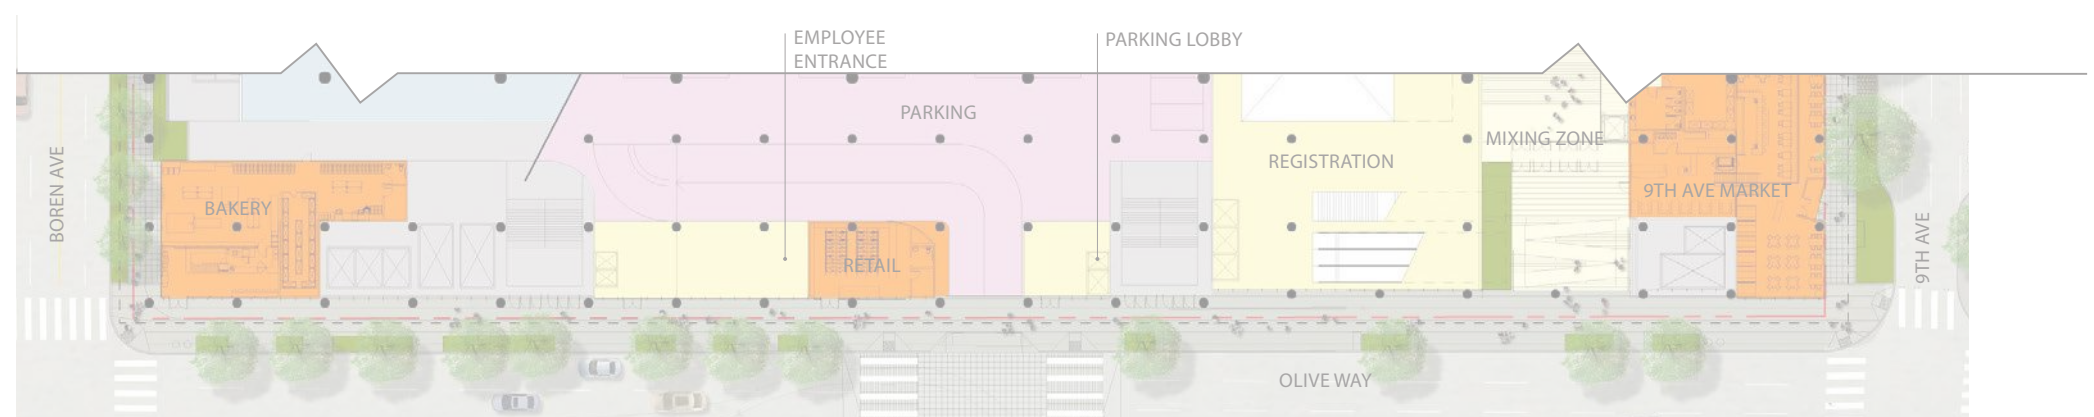 EMPLOYEE
ENTRANCE
PARKING LOBBY
PARKING
MIXING ZONE
REGISTRATION
9TH AVE MARKET
BAKERY
RETAIL
BOREN AVE
9TH AVE
OLIVE WAY